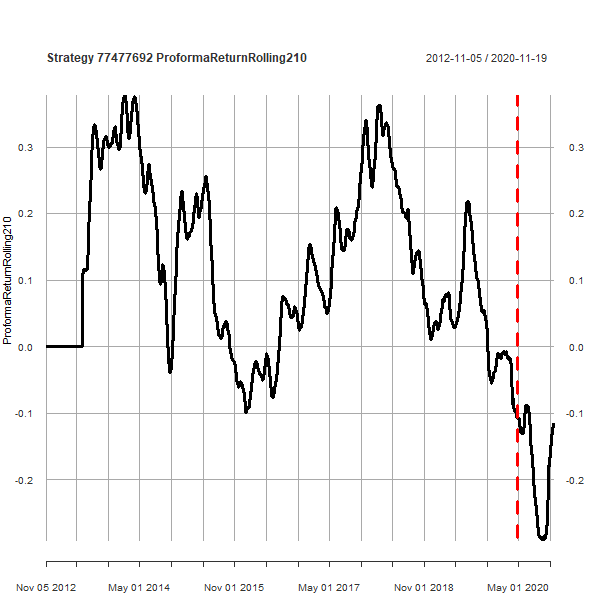 Strategy 77477692 ProformaReturnRolling210
2012-11-05 / 2020-11-19
ProformaReturnRolling210
0.3 0.3
0.2 0.2
0.1 0.1
0.0 0.0
-0.1 -0.1
-0.2 -0.2
Nov 05 2012 May 01 2014 Nov 01 2015 May 01 2017 Nov 01 2018 May 01 2020